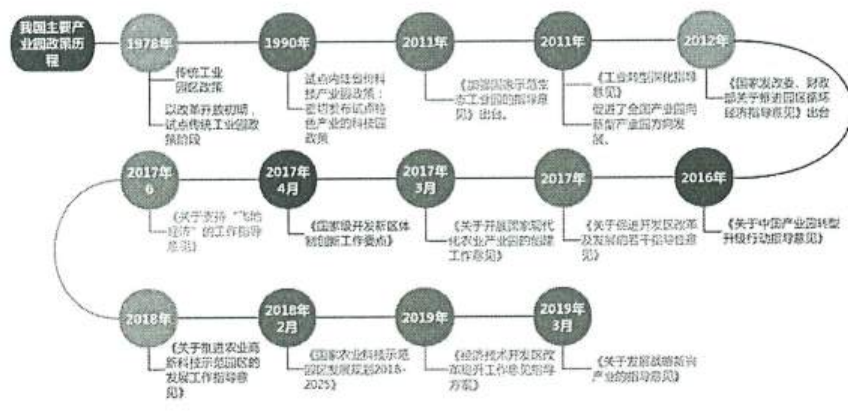 我国主要产
业园政策历
程
1978年
传统工业
园区政策
以改革开放初期，
试点传统工业园政
策阶段
1990年
试点内陆省份科
技产业园政策；
密切发布试点特
色产业的科技园
政策
2011年
《加强国家示范生
态工业园的指导意
见》出台。
2011年
《工业转型深化指导
意见》
促进了全国产业园向
新型产业园方向发
展。
2012年
《国家发改委、财政
部关于推进园区循环
经济指导意见》出台
2016年
《关于中国产业园转型
升级行动指导意见》
2017年
《关于促进开发区改革
及发展的若干指导性意
见》
2017年
3月
《关于开展国家现代
化农业产业园的创建
工作意见》
2017年
4月
《国家级开发新区体
制创新工作要点》
2017年
6
《关于支持“飞地
经济”的工作指导
意见》
2018年
《关于推进农业高
新科技示范园区的
发展工作指导意
见》
2018年
2月
《国家农业科技示范
园区发展规划2018-
2025》
2019年
《经济技术开发区改
革提升工作意见指导
方案》
2019年
3月
《关于发展战略新兴
产业的指导意见》